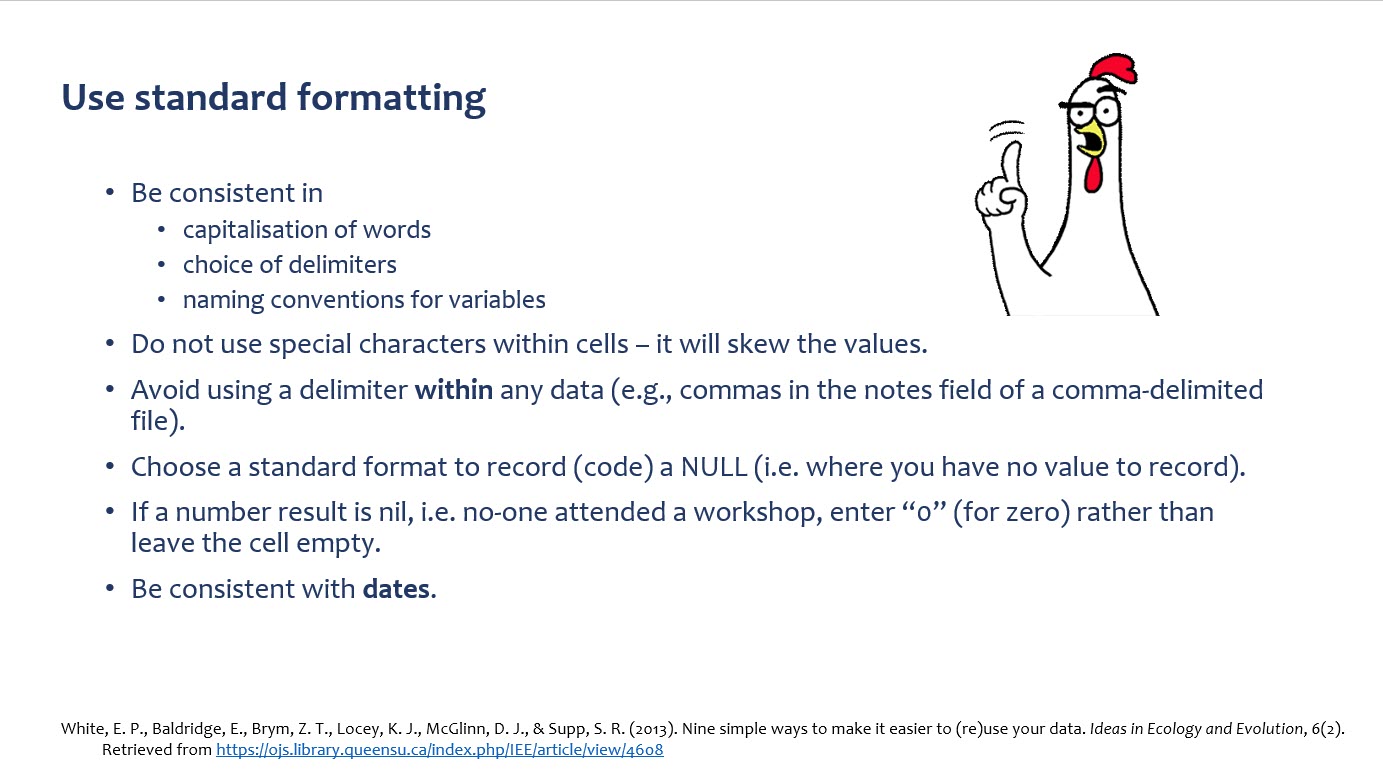 Use standard formatting
• Be consistent in
• capitalisation of words
• choice of delimiters
• naming conventions for variables
• Do not use special characters within cells – it will skew the values.
• Avoid using a delimiter within any data (e.g., commas in the notes field of a comma-delimited
file).
• Choose a standard format to record (code) a NULL (i.e. where you have no value to record).
• If a number result is nil, i.e. no-one attended a workshop, enter “0” (for zero) rather than
leave the cell empty.
• Be consistent with dates.
White, E. P., Baldridge, E., Brym, Z. T., Locey, K. J., McGlinn, D. J., & Supp, S. R. (2013). Nine simple ways to make it easier to (re)use your data. Ideas in Ecology and Evolution, 6(2).
Retrieved from https://ojs.library.queensu.ca/index.php/IEE/article/view/4608